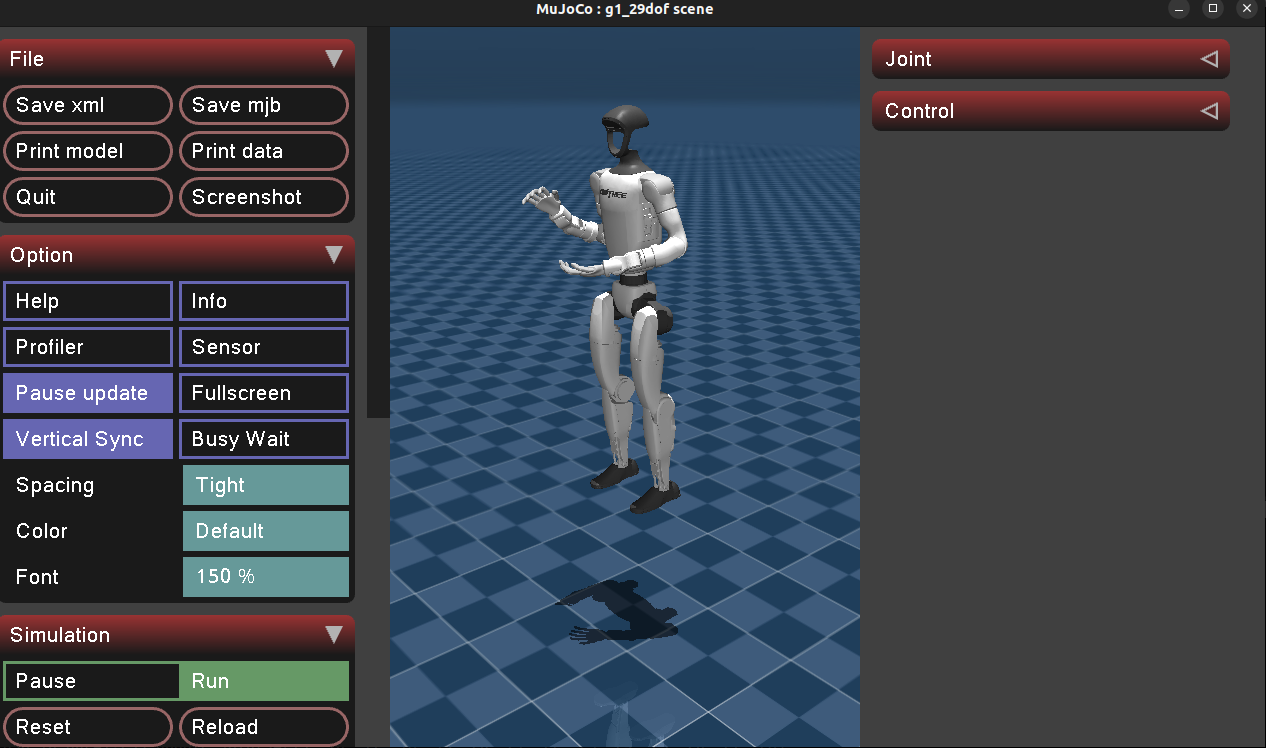 MuJoCo : g1_29dof scene
File
Save xml
Save mjb
Print model
Print data
Quit
Screenshot
Option
Help
Info
Profiler
Sensor
Pause update
Fullscreen
Vertical Sync
Busy Wait
Spacing
Tight
Color
Default
Font
150 %
Simulation
Pause
Run
Reset
Reload
Joint
Control